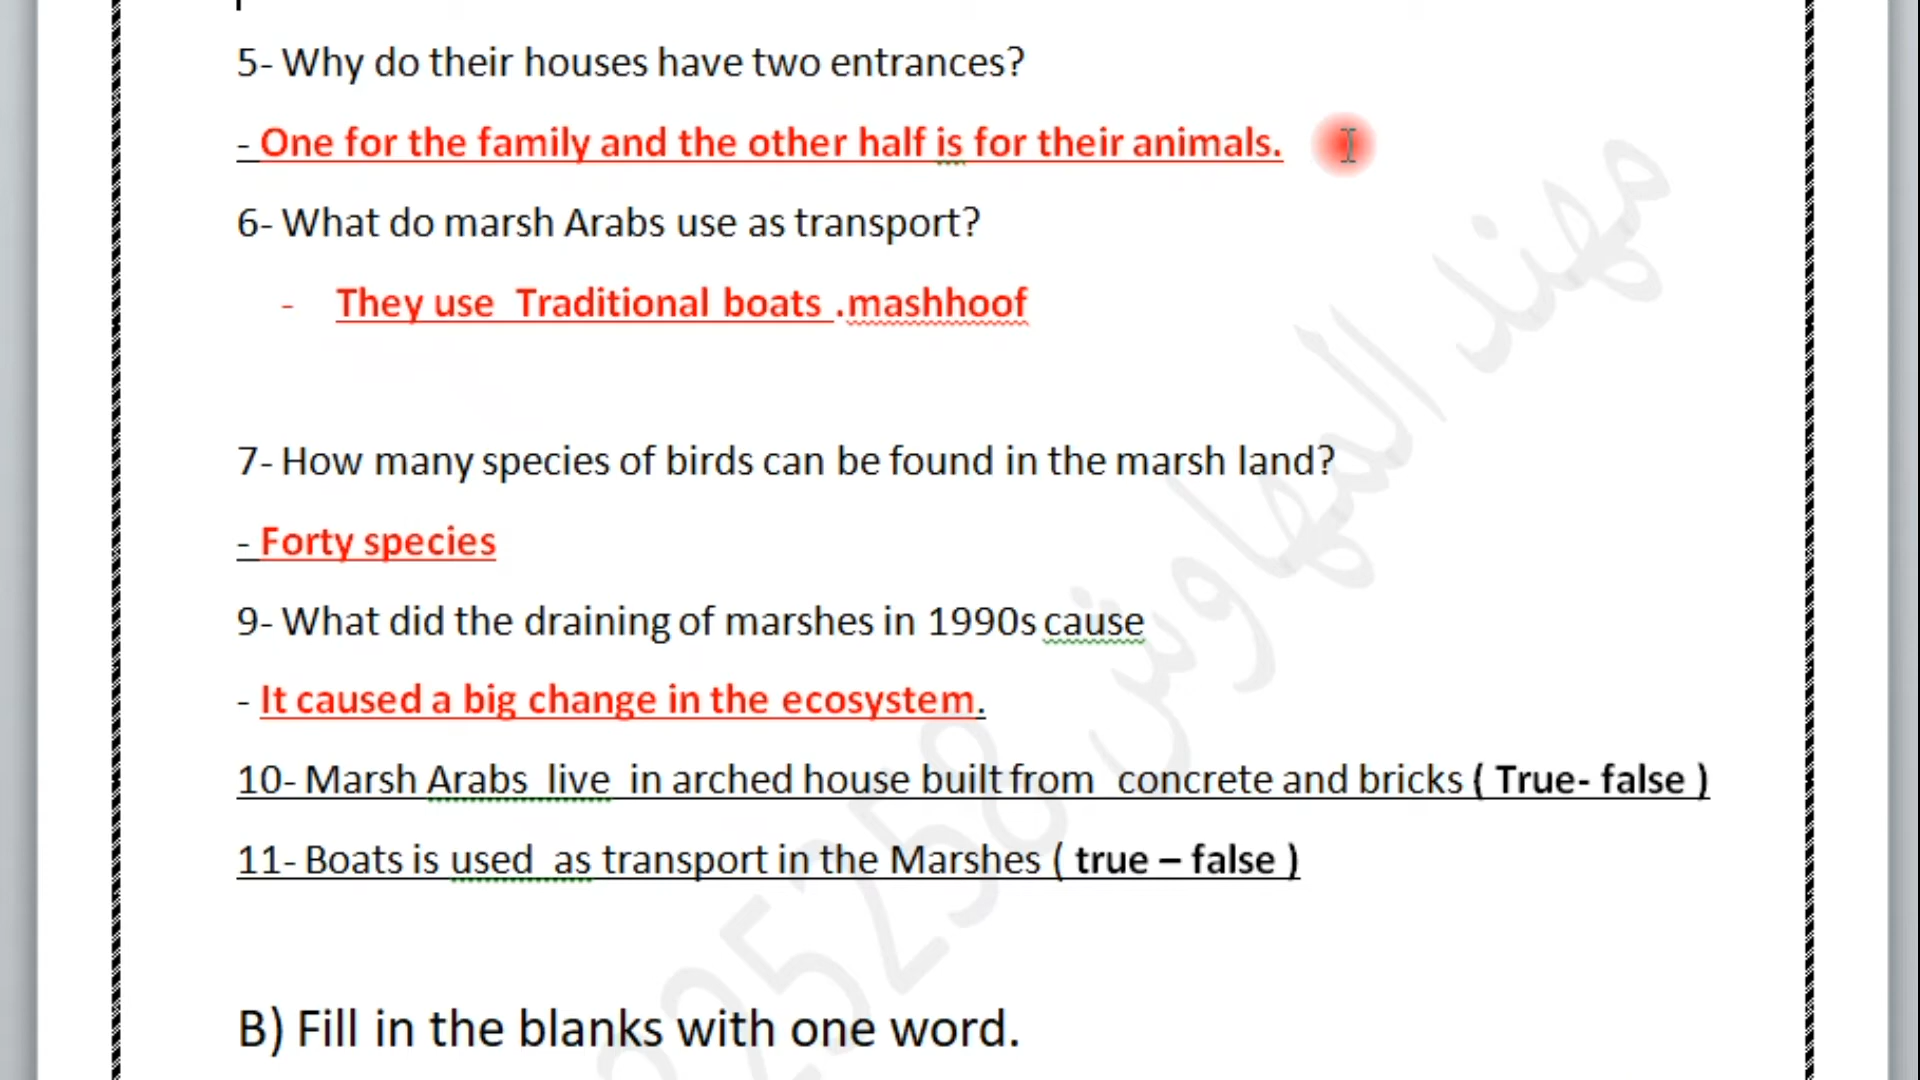 5- Why do their houses have two entrances?
- One for the family and the other half is for their animals.
6- What do marsh Arabs use as transport?
- They use Traditional boats .mashhoof
7- How many species of birds can be found in the marsh land?
- Forty species
9- What did the draining of marshes in 1990s cause
- It caused a big change in the ecosystem.
10- Marsh Arabs live in arched house built from concrete and bricks ( True- false )
11- Boats is used as transport in the Marshes ( true – false )
B) Fill in the blanks with one word.